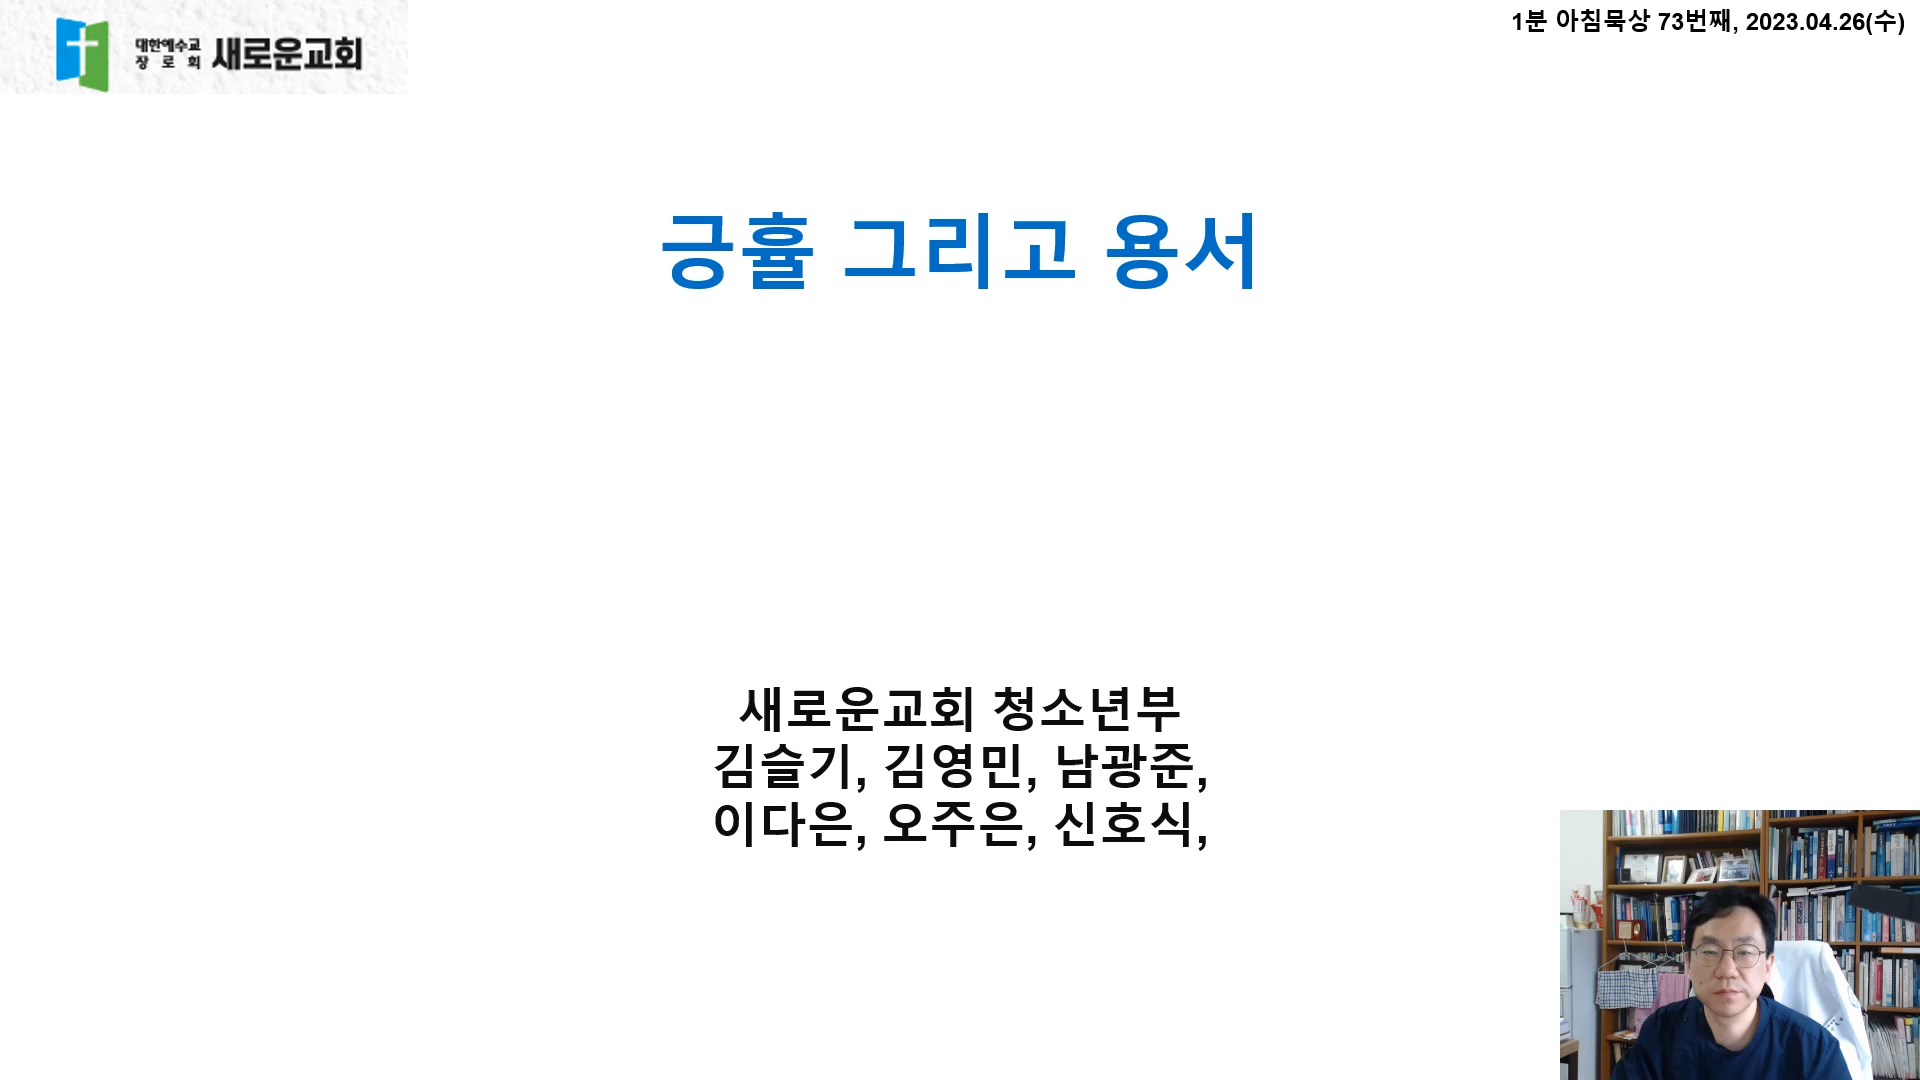 대한예수교
장로회 새로운교회
1분 아침묵상 73번째, 2023.04.26(수)
긍휼 그리고 용서
새로운교회 청소년부
김슬기, 김영민, 남광준,
이다은, 오주은, 신호식,